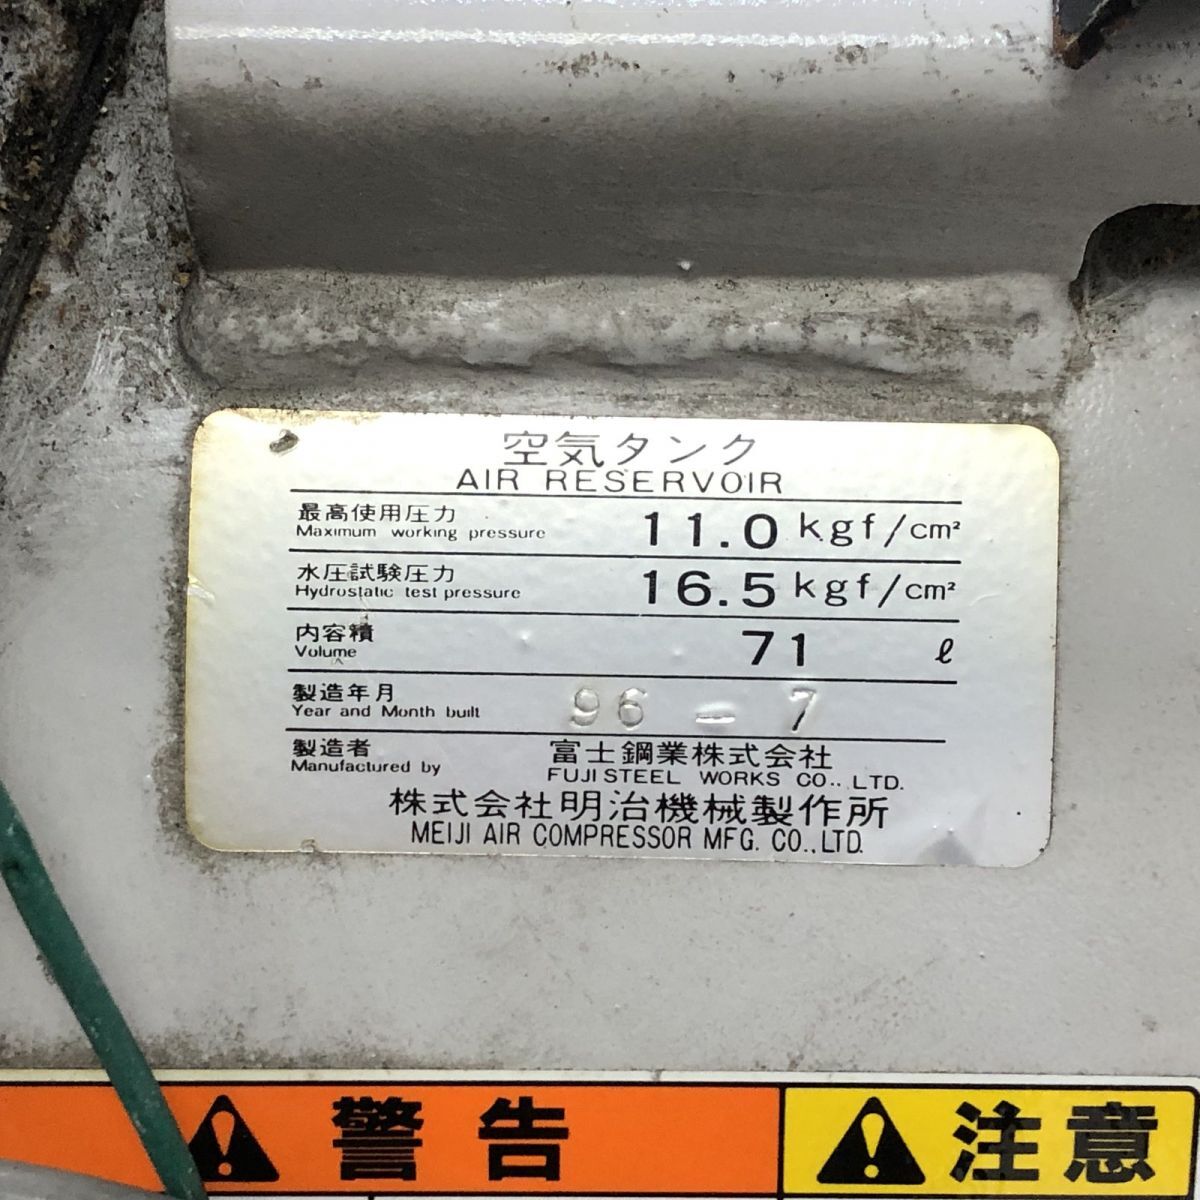 空気タンク
AIR RESERVOIR
最高使用圧力
Maximum working pressure
11.0 kgf/cm²
水圧試験圧力
Hydrostatic test pressure
16.5 kgf/cm²
内容積
Volume
71 ℓ
製造年月
Year and Month built
96 - 7
製造者
Manufactured by
富士鋼業株式会社
FUJI STEEL WORKS CO., LTD.
株式会社明治機械製作所
MEIJI AIR COMPRESSOR MFG. CO., LTD.
警告
注意